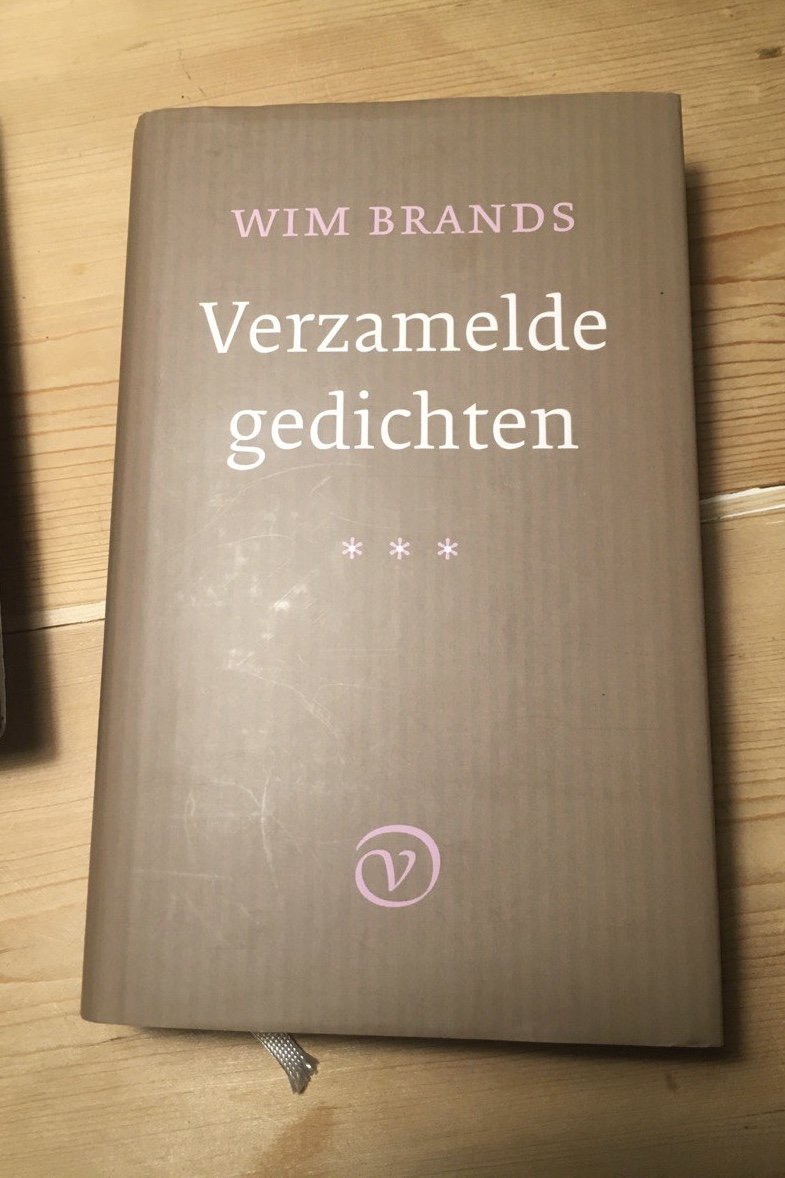 WIM BRANDS
Verzamelde
gedichten
* * *
v